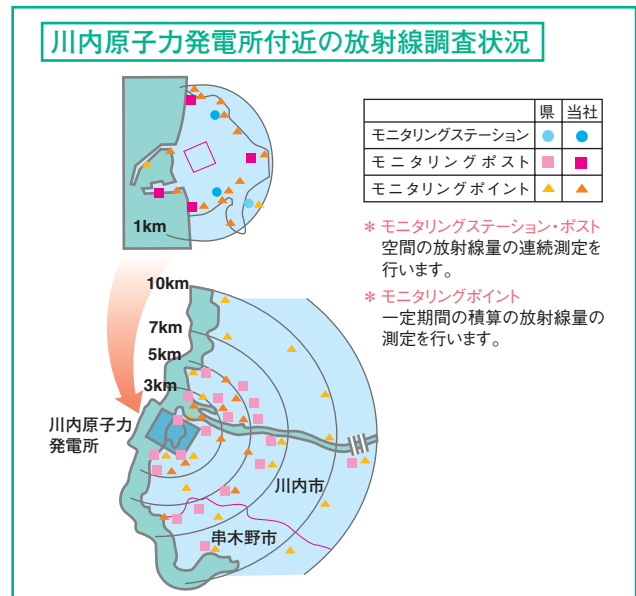 川内原子力発電所付近の放射線調査状況
県 当社
モニタリングステーション
モニタリングポスト
モニタリングポイント
＊モニタリングステーション・ポスト
空間の放射線量の連続測定を
行います。
＊モニタリングポイント
一定期間の積算の放射線量の
測定を行います。
1km
10km
7km
5km
3km
川内原子力
発電所
川内市
串木野市